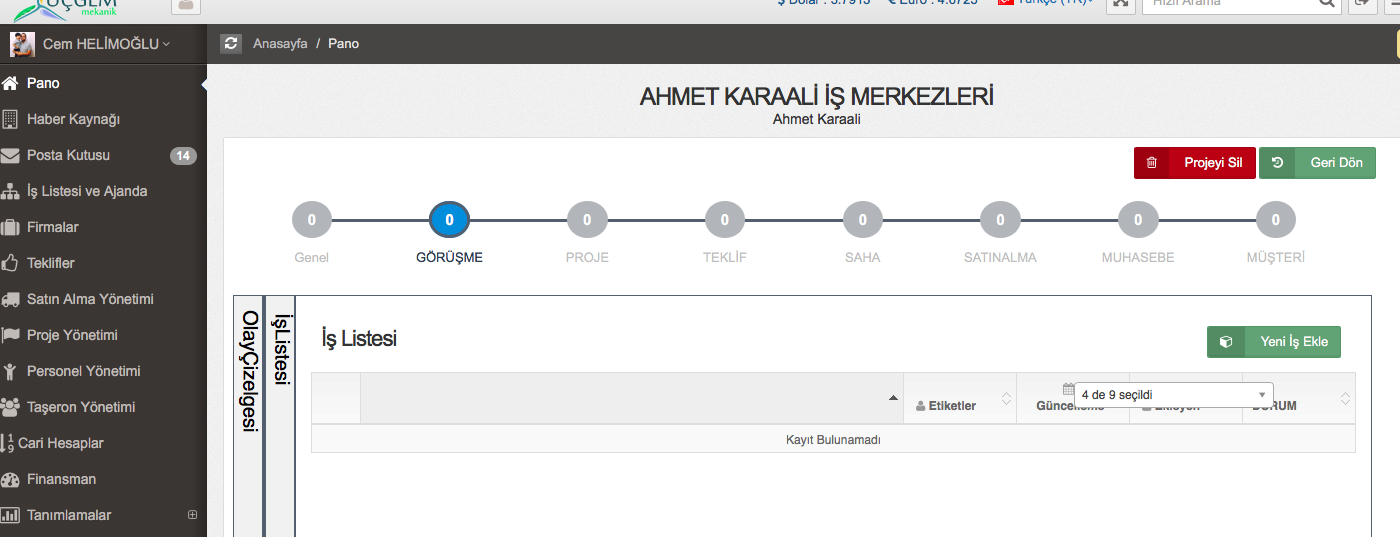 ÜÇGEM
mekanik
$ Dolar : 3.7913
€ Euro : 4.6725
Türkçe (TR)
Hızlı Arama
Cem HELİMOĞLU
Anasayfa / Pano
Pano
Haber Kaynağı
Posta Kutusu 14
İş Listesi ve Ajanda
Firmalar
Teklifler
Satın Alma Yönetimi
Proje Yönetimi
Personel Yönetimi
Taşeron Yönetimi
Cari Hesaplar
Finansman
Tanımlamalar
AHMET KARAALİ İŞ MERKEZLERİ
Ahmet Karaali
Projeyi Sil
Geri Dön
0 0 0 0 0 0 0 0
Genel GÖRÜŞME PROJE TEKLİF SAHA SATINALMA MUHASEBE MÜŞTERİ
OlayÇizelgesi
İşListesi
İş Listesi
Yeni İş Ekle
4 de 9 seçildi
Etiketler
Kayıt Bulunamadı